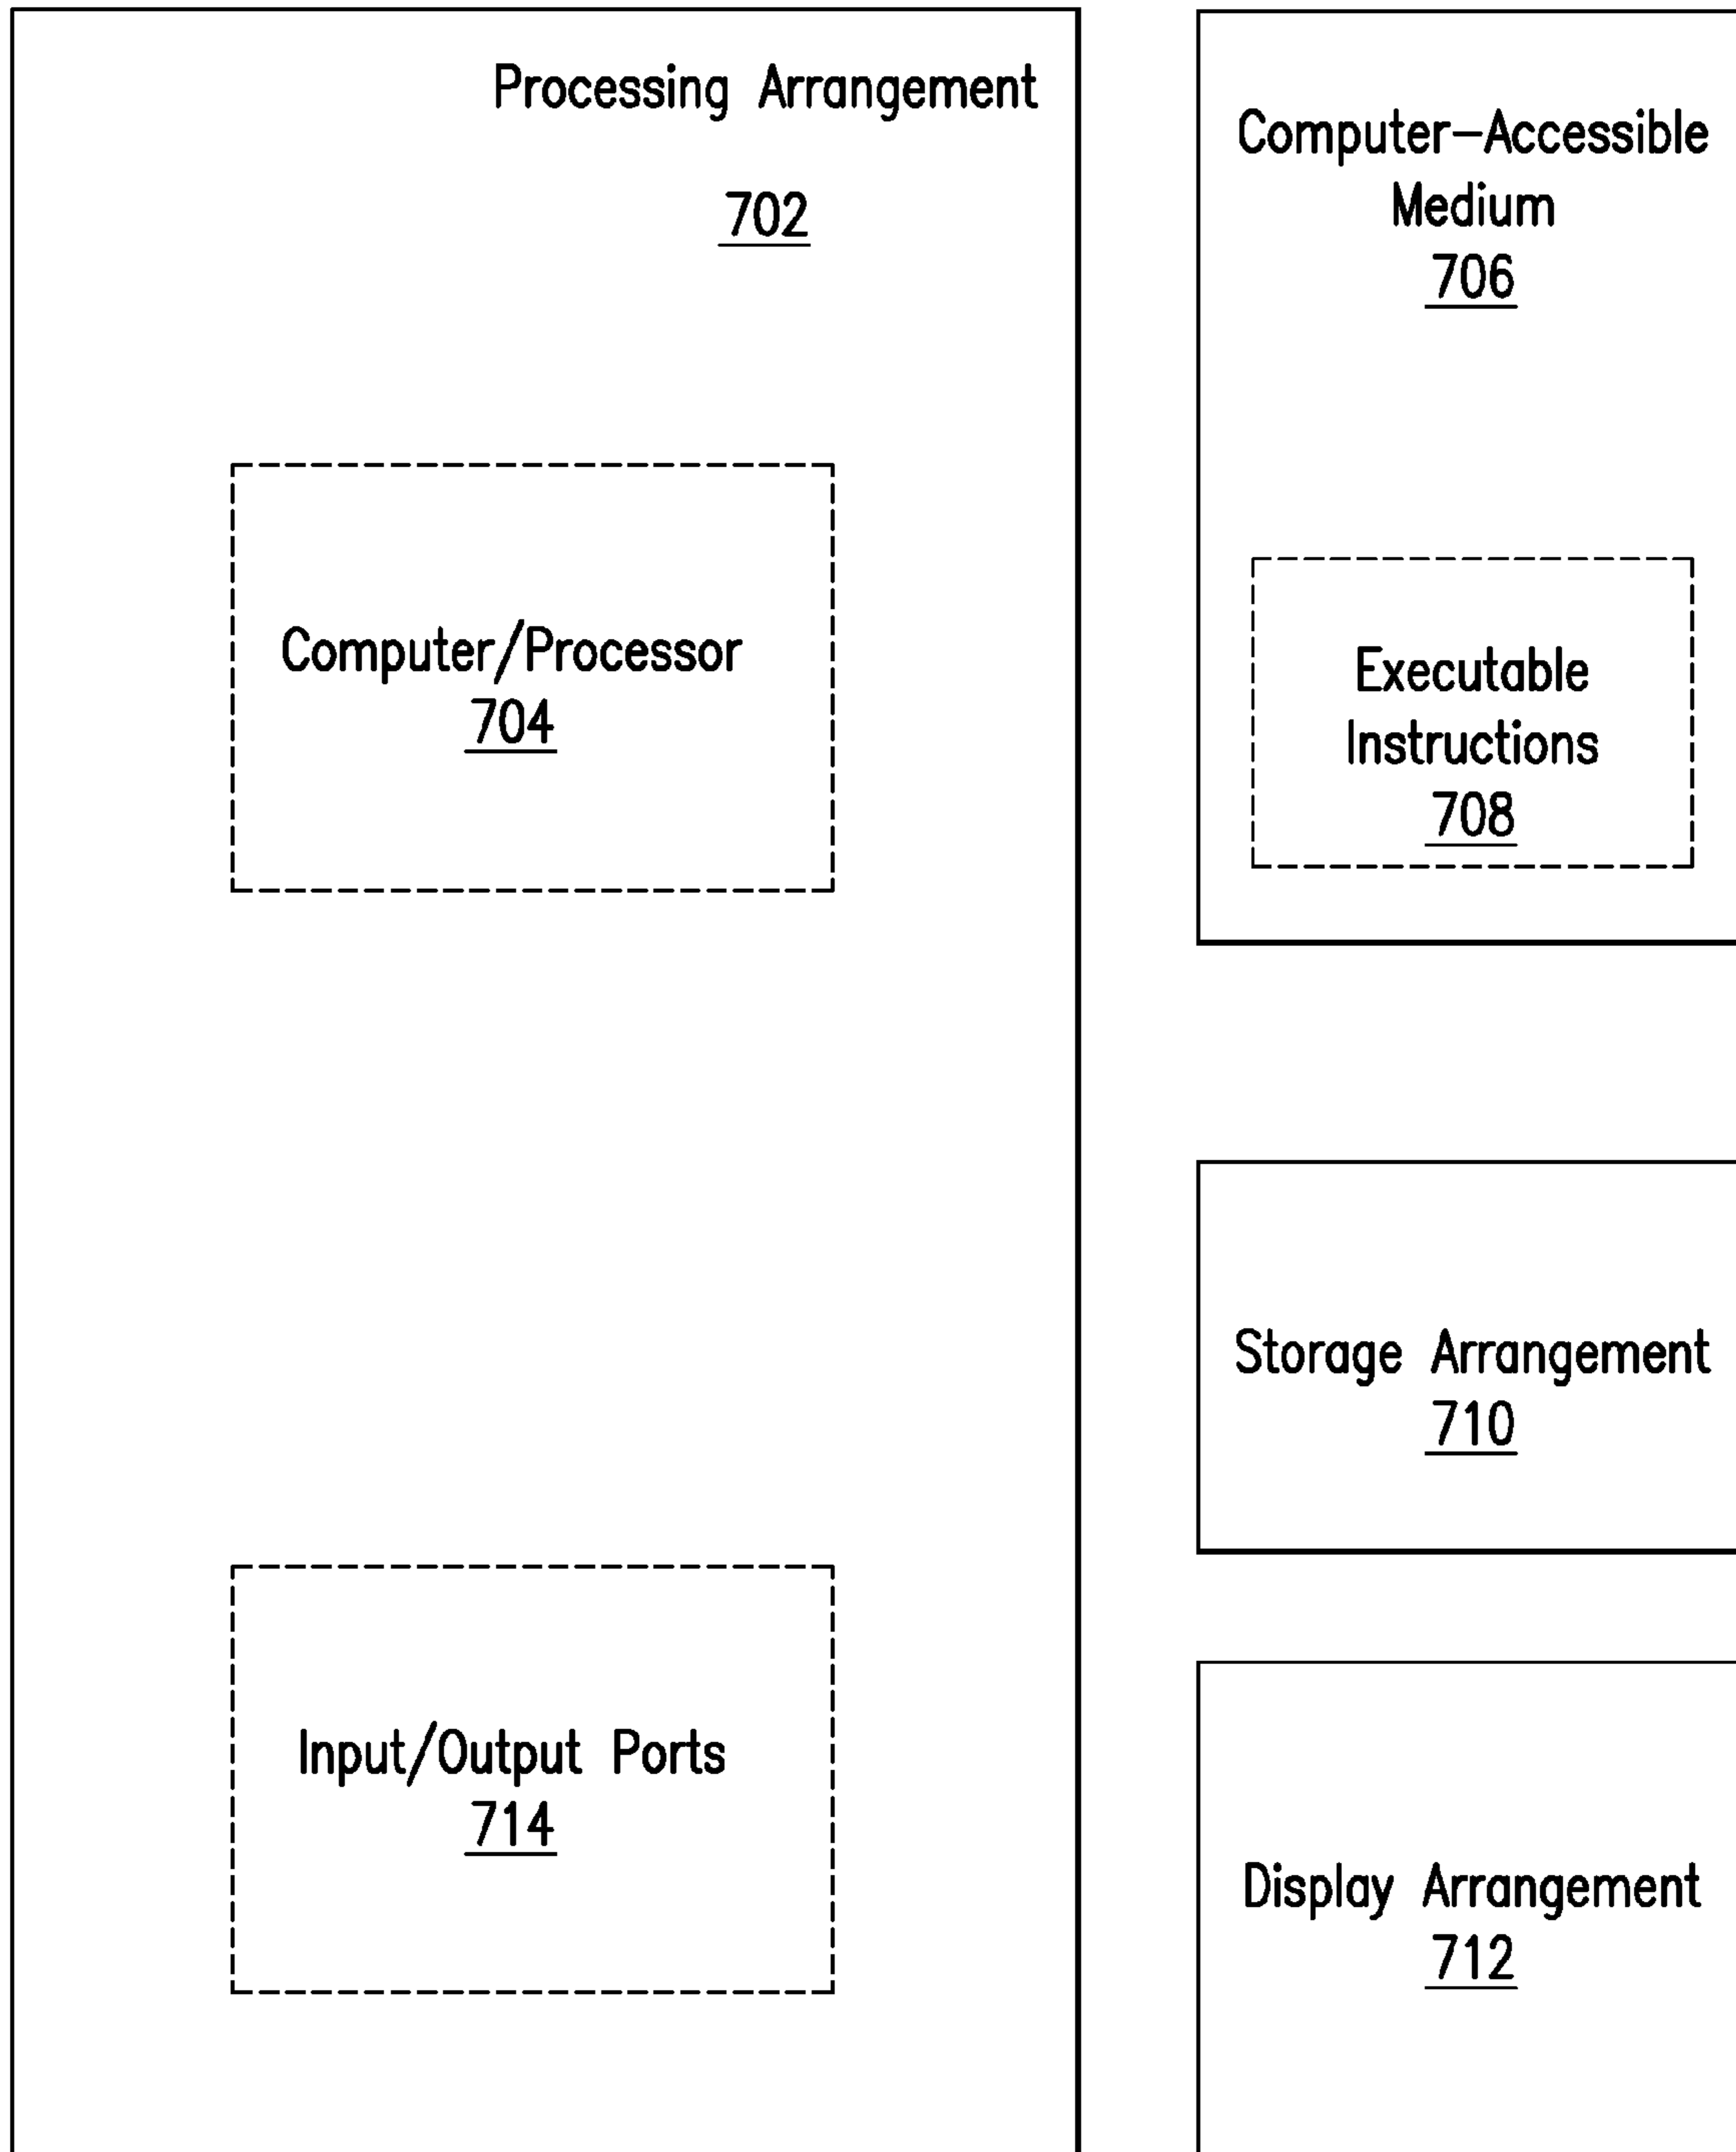 Processing Arrangement
702
Computer/Processor
704
Input/Output Ports
714
Computer-Accessible
Medium
706
Executable
Instructions
708
Storage Arrangement
710
Display Arrangement
712